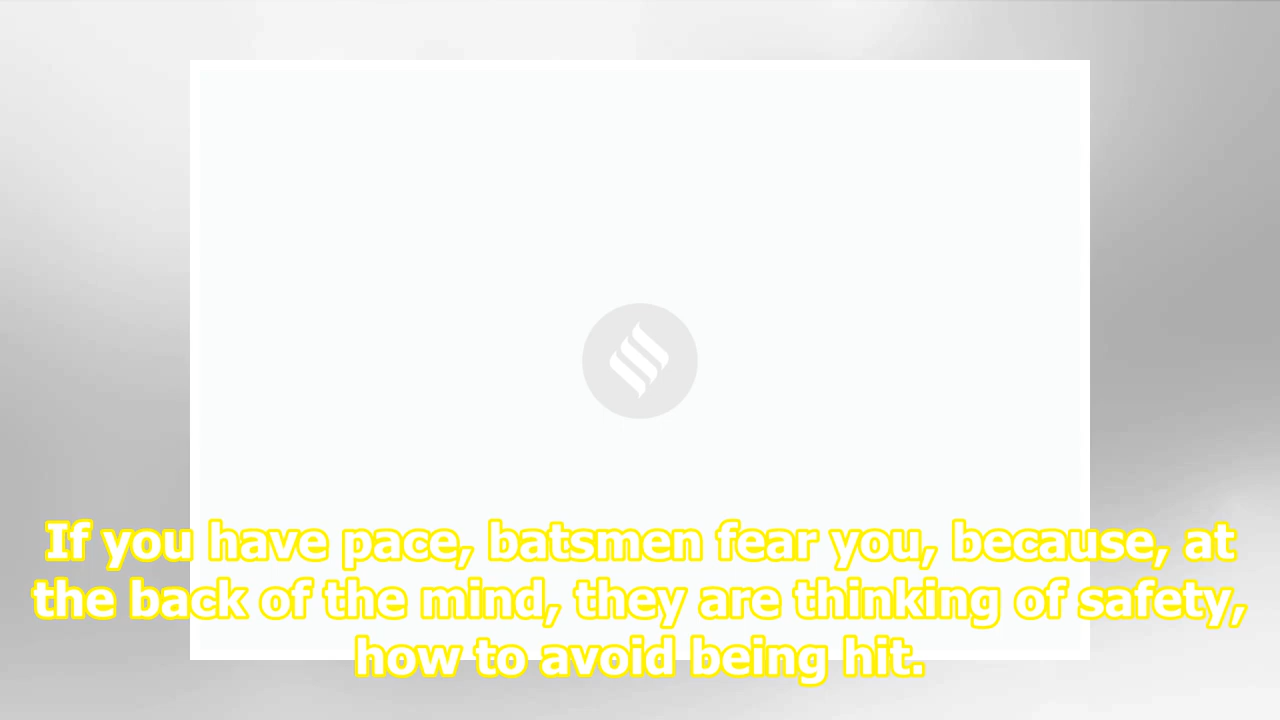 If you have pace, batsmen fear you, because, at
the back of the mind, they are thinking of safety,
how to avoid being hit.